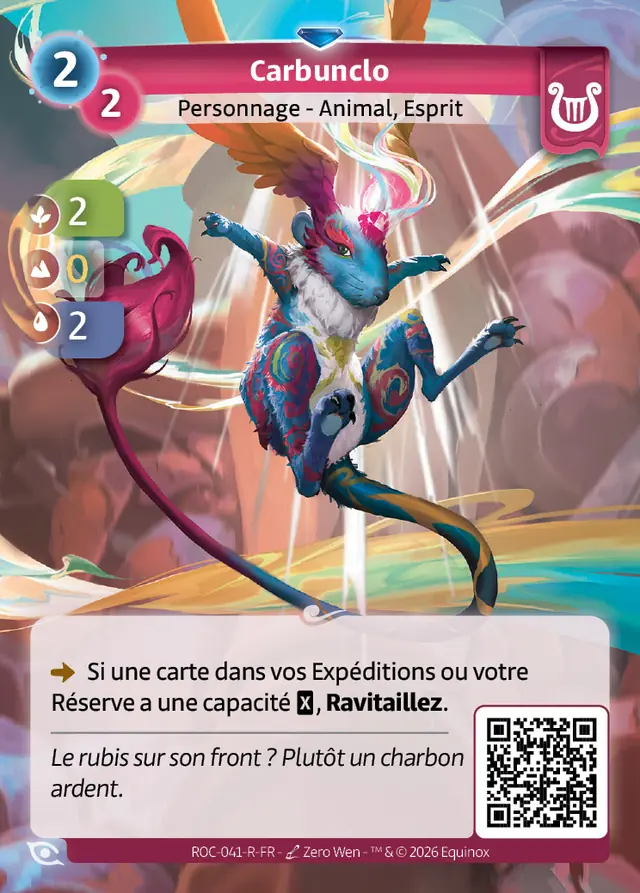 2
Carbunclo
2
Personnage - Animal, Esprit
2
0
2
Si une carte dans vos Expéditions ou votre
Réserve a une capacité X, Ravitaillez.
Le rubis sur son front ? Plutôt un charbon
ardent.
ROC-041-R-FR - Zero Wen - ™ & © 2026 Equinox